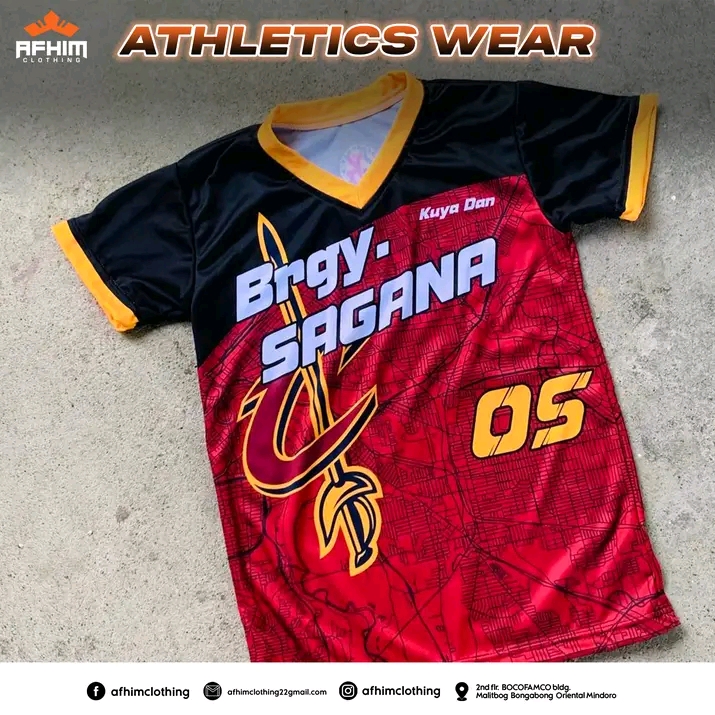 AFHIM
CLOTHING
ATHLETICS WEAR
Kuya Dan
Brgy.
SAGANA
05
afhimclothing
afhimclothing22gmail.com
afhimclothing
2nd flr. BOCOFAMCO bldg.
Malitbog Bongabong Oriental Mindoro